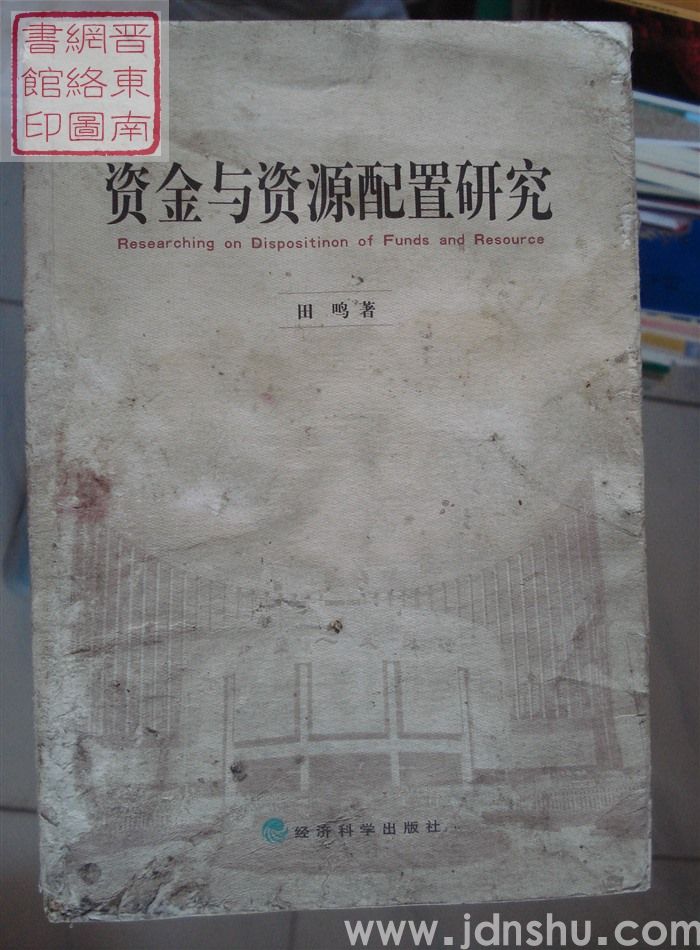 晋东南
網絡圖
書館印
资金与资源配置研究
Researching on Dispositinon of Funds and Resource
田 鸣 著
经济科学出版社
www.jdnshu.com